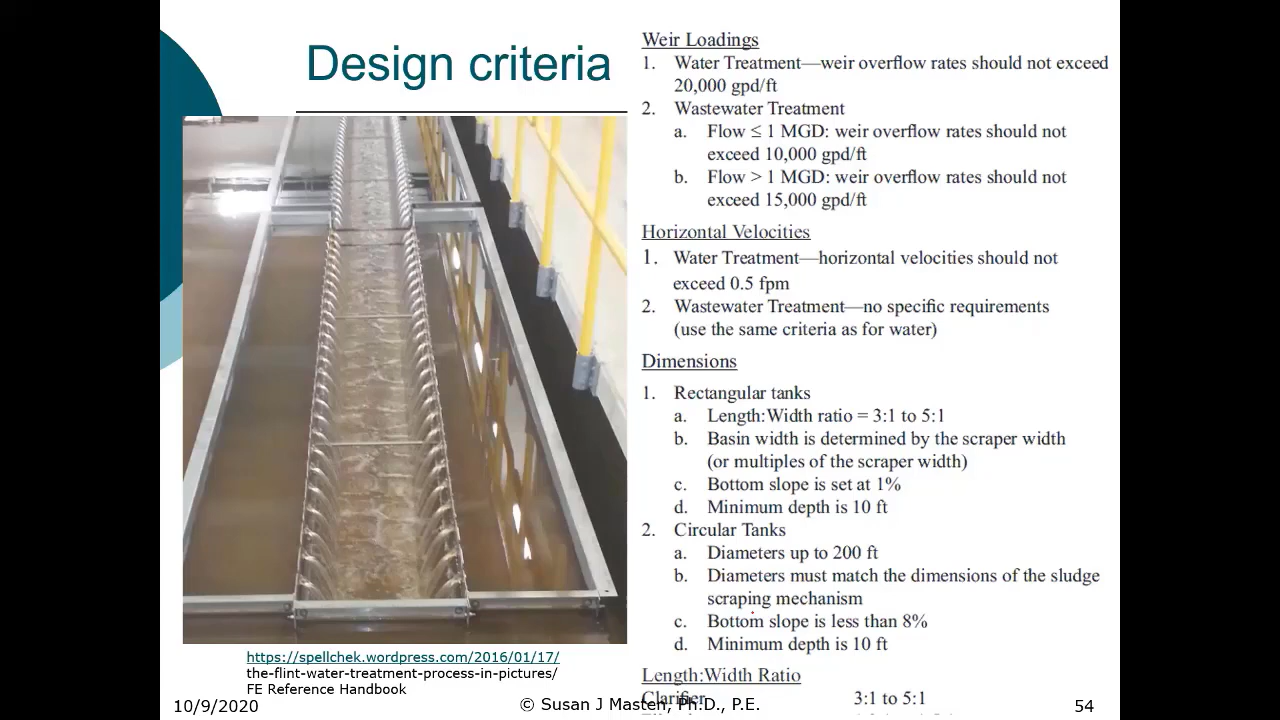 Design criteria
Weir Loadings
1. Water Treatment—weir overflow rates should not exceed
20,000 gpd/ft
2. Wastewater Treatment
a. Flow ≤ 1 MGD: weir overflow rates should not
exceed 10,000 gpd/ft
b. Flow > 1 MGD: weir overflow rates should not
exceed 15,000 gpd/ft
Horizontal Velocities
1. Water Treatment—horizontal velocities should not
exceed 0.5 fpm
2. Wastewater Treatment—no specific requirements
(use the same criteria as for water)
Dimensions
1. Rectangular tanks
a. Length:Width ratio = 3:1 to 5:1
b. Basin width is determined by the scraper width
(or multiples of the scraper width)
c. Bottom slope is set at 1%
d. Minimum depth is 10 ft
2. Circular Tanks
a. Diameters up to 200 ft
b. Diameters must match the dimensions of the sludge
scraping mechanism
c. Bottom slope is less than 8%
d. Minimum depth is 10 ft
Length:Width Ratio
Clarifier 3:1 to 5:1
https://spellchek.wordpress.com/2016/01/17/
the-flint-water-treatment-process-in-pictures/
FE Reference Handbook
10/9/2020
© Susan J Masten, Ph.D., P.E.
54